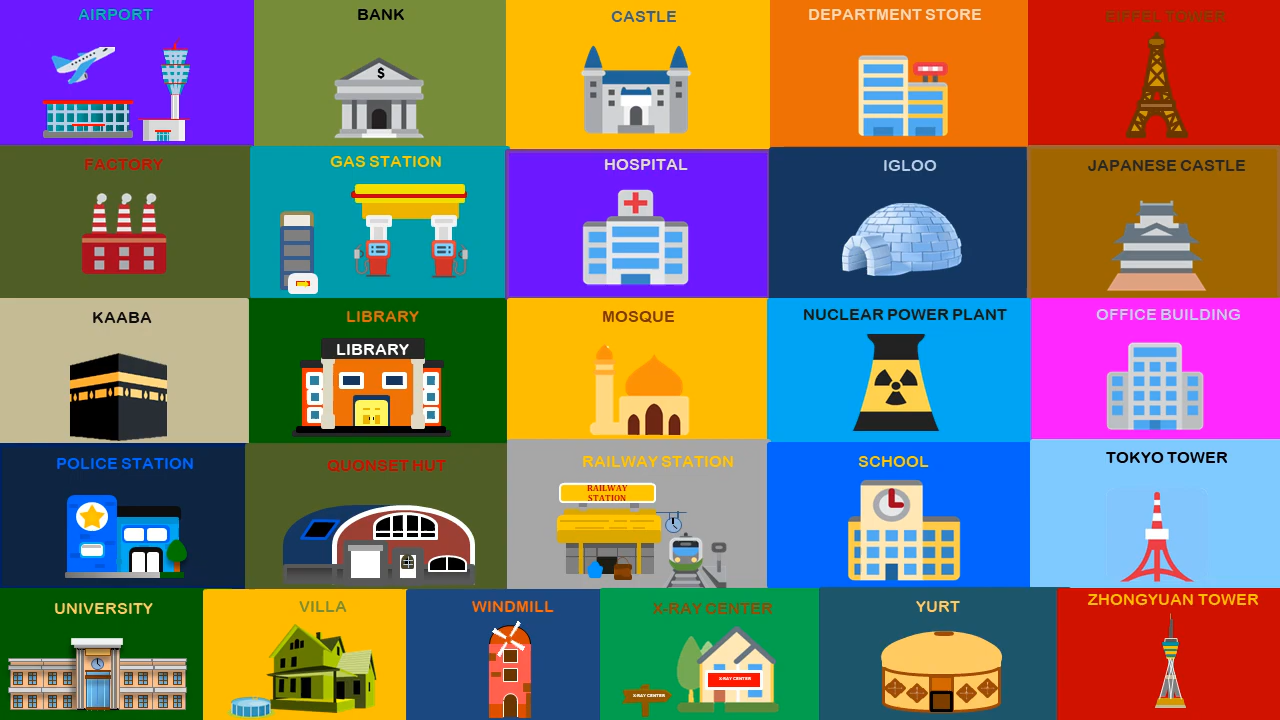 AIRPORT
BANK
$
CASTLE
DEPARTMENT STORE
EIFFEL TOWER
FACTORY
GAS STATION
HOSPITAL
IGLOO
JAPANESE CASTLE
KAABA
LIBRARY
LIBRARY
MOSQUE
NUCLEAR POWER PLANT
OFFICE BUILDING
POLICE STATION
QUONSET HUT
RAILWAY STATION
RAILWAY
STATION
SCHOOL
TOKYO TOWER
UNIVERSITY
VILLA
WINDMILL
X-RAY CENTER
X-RAY CENTER
X-RAY CENTER
YURT
ZHONGYUAN TOWER